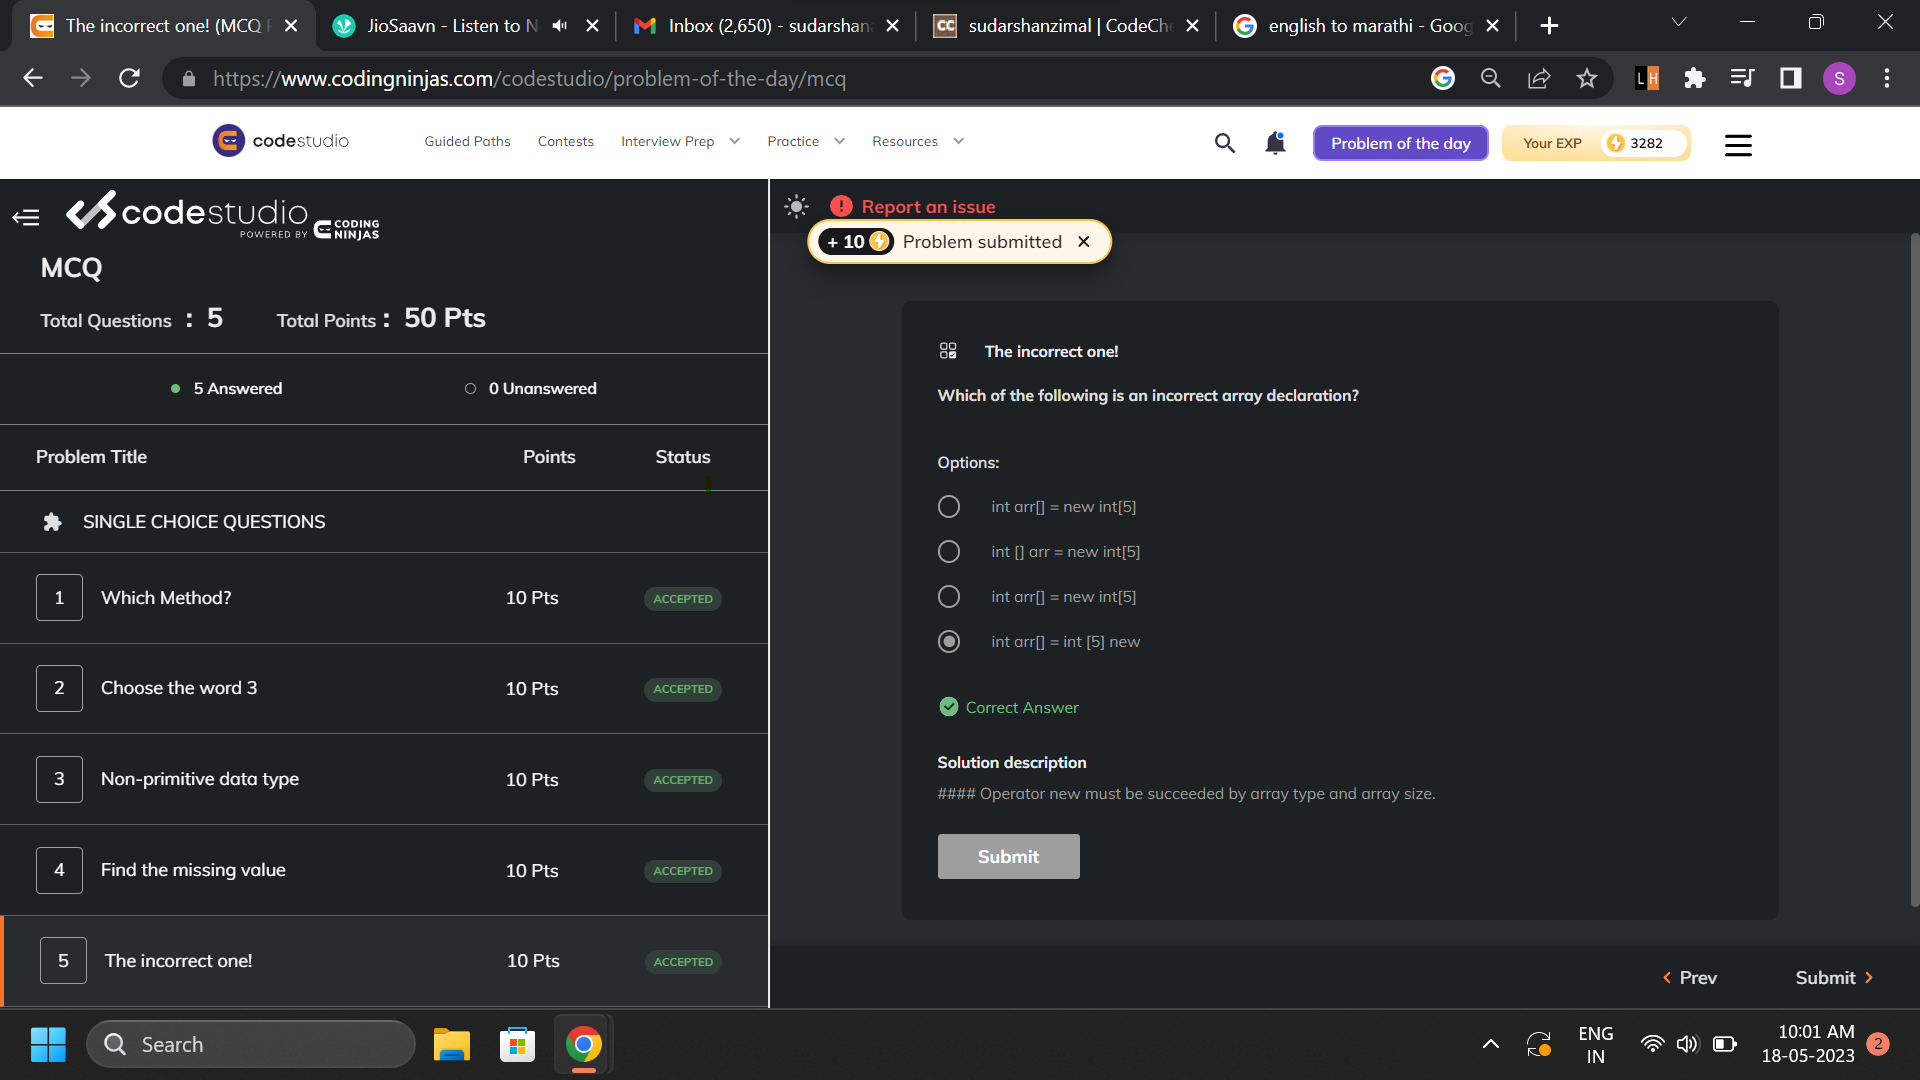 The incorrect one! (MCQ
JioSaavn - Listen to N
Inbox (2,650) - sudarshan
sudarshanzimal | CodeChe
english to marathi - Goog
https://www.codingninjas.com/codestudio/problem-of-the-day/mcq
LH
S
codestudio
Guided Paths
Contests
Interview Prep
Practice
Resources
Problem of the day
Your EXP
3282
codestudio
POWERED BY CODING NINJAS
Report an issue
+ 10 Problem submitted
MCQ
Total Questions : 5
Total Points : 50 Pts
5 Answered
0 Unanswered
Problem Title Points Status
SINGLE CHOICE QUESTIONS
1 Which Method? 10 Pts ACCEPTED
2 Choose the word 3 10 Pts ACCEPTED
3 Non-primitive data type 10 Pts ACCEPTED
4 Find the missing value 10 Pts ACCEPTED
5 The incorrect one! 10 Pts ACCEPTED
The incorrect one!
Which of the following is an incorrect array declaration?
Options:
int arr[] = new int[5]
int [] arr = new int[5]
int arr[] = new int[5]
int arr[] = int [5] new
Correct Answer
Solution description
#### Operator new must be succeeded by array type and array size.
Submit
Prev
Submit
Search
ENG
IN
10:01 AM
18-05-2023
2